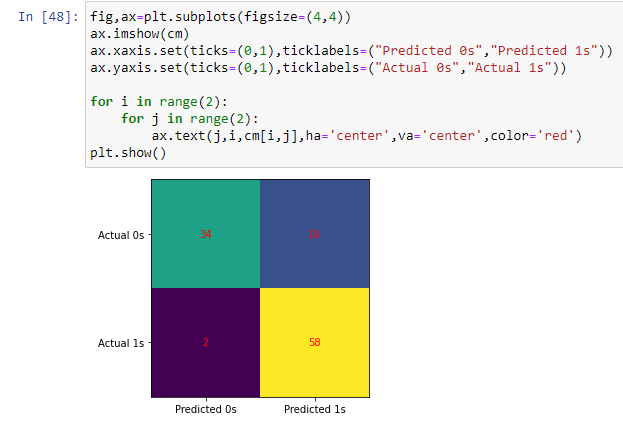 In [48]:
fig,ax=plt.subplots(figsize=(4,4))
ax.imshow(cm)
ax.xaxis.set(ticks=(0,1),ticklabels=("Predicted 0s","Predicted 1s"))
ax.yaxis.set(ticks=(0,1),ticklabels=("Actual 0s","Actual 1s"))
for i in range(2):
    for j in range(2):
        ax.text(j,i,cm[i,j],ha='center',va='center',color='red')
plt.show()
Actual 0s 34
Actual 1s 2 58
Predicted 0s Predicted 1s